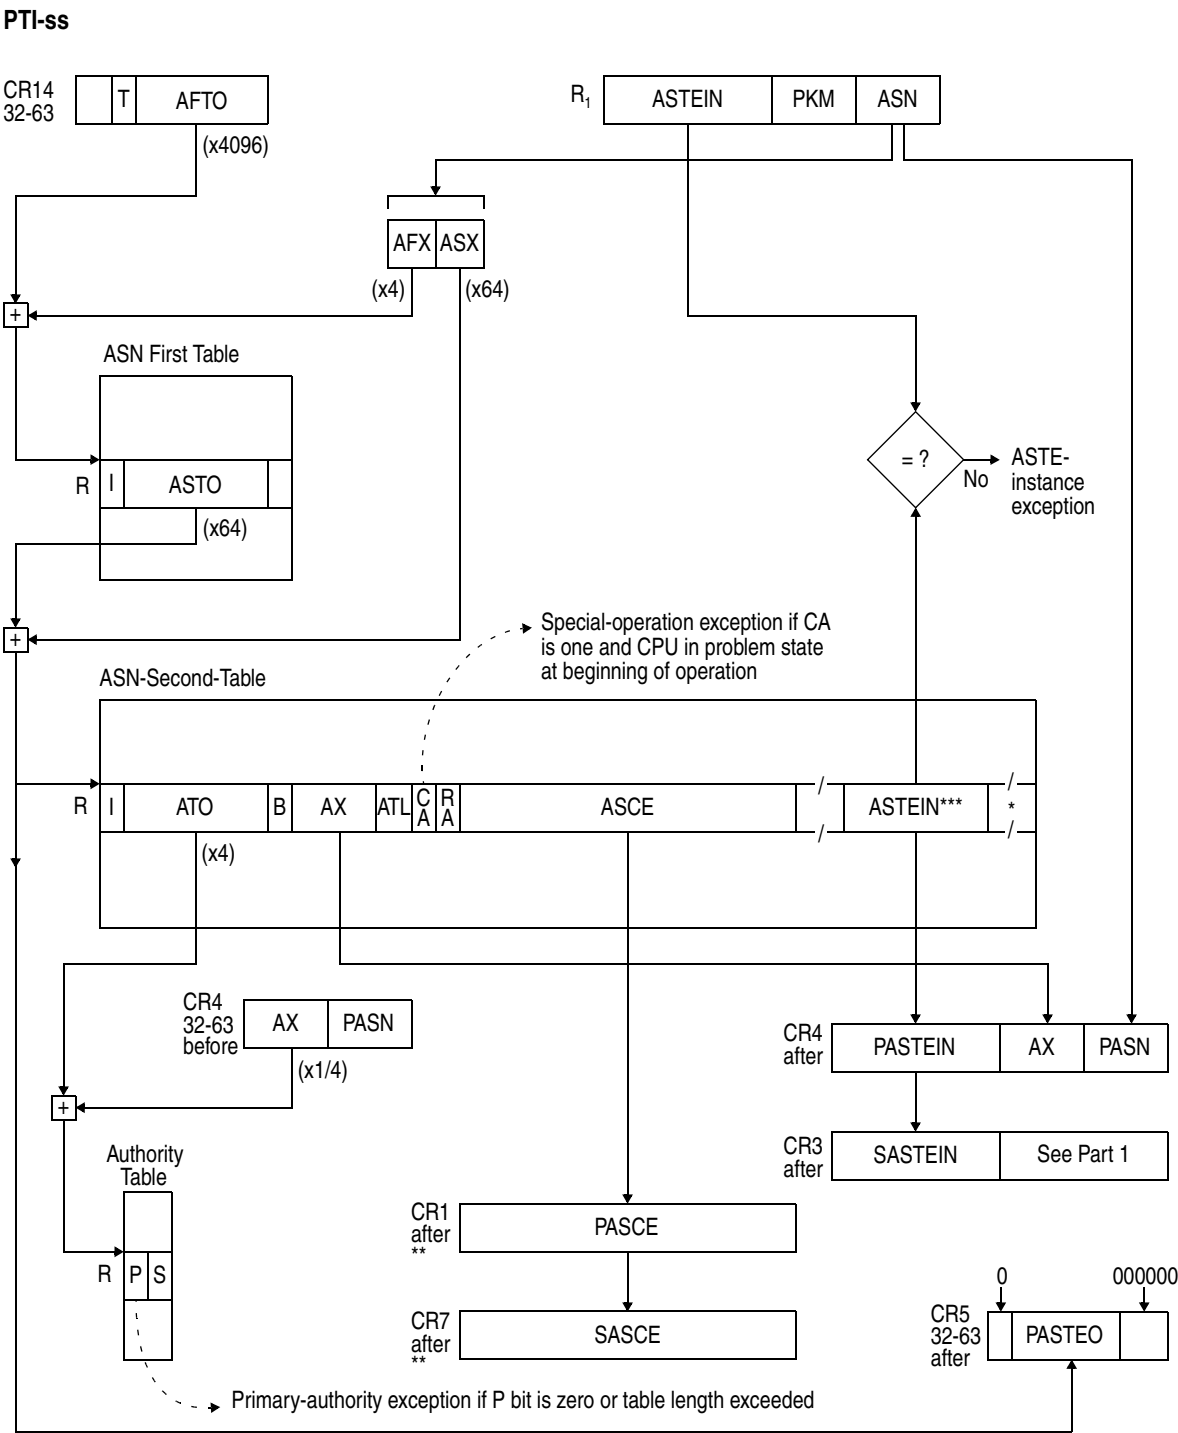 PTI-ss
CR14
32-63
T
AFTO
(x4096)
R1
ASTEIN
PKM
ASN
AFX
ASX
(x4)
(x64)
+
ASN First Table
R
I
ASTO
(x64)
= ?
No
ASTE-
instance
exception
+
Special-operation exception if CA
is one and CPU in problem state
at beginning of operation
ASN-Second-Table
R
I
ATO
B
AX
ATL
CA
RA
ASCE
/
/
ASTEIN***
/
*
/
(x4)
CR4
32-63
before
AX
PASN
(x1/4)
+
CR4
after
PASTEIN
AX
PASN
CR3
after
SASTEIN
See Part 1
Authority
Table
R
P
S
CR1
after
**
PASCE
CR7
after
**
SASCE
0
000000
CR5
32-63
after
PASTEO
Primary-authority exception if P bit is zero or table length exceeded